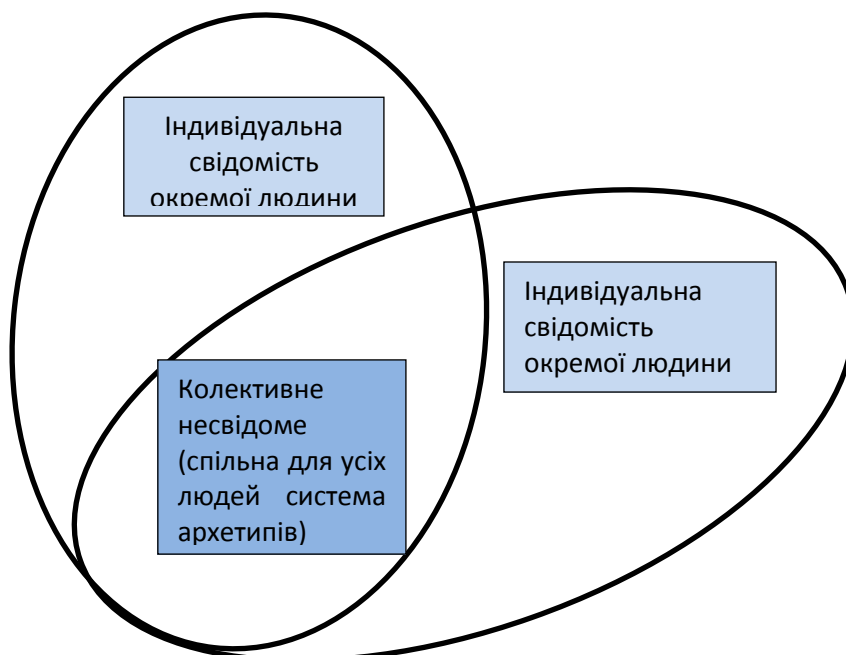 Індивідуальна
свідомість
окремої людини
Індивідуальна
свідомість
окремої людини
Колективне
несвідоме
(спільна для усіх
людей система
архетипів)